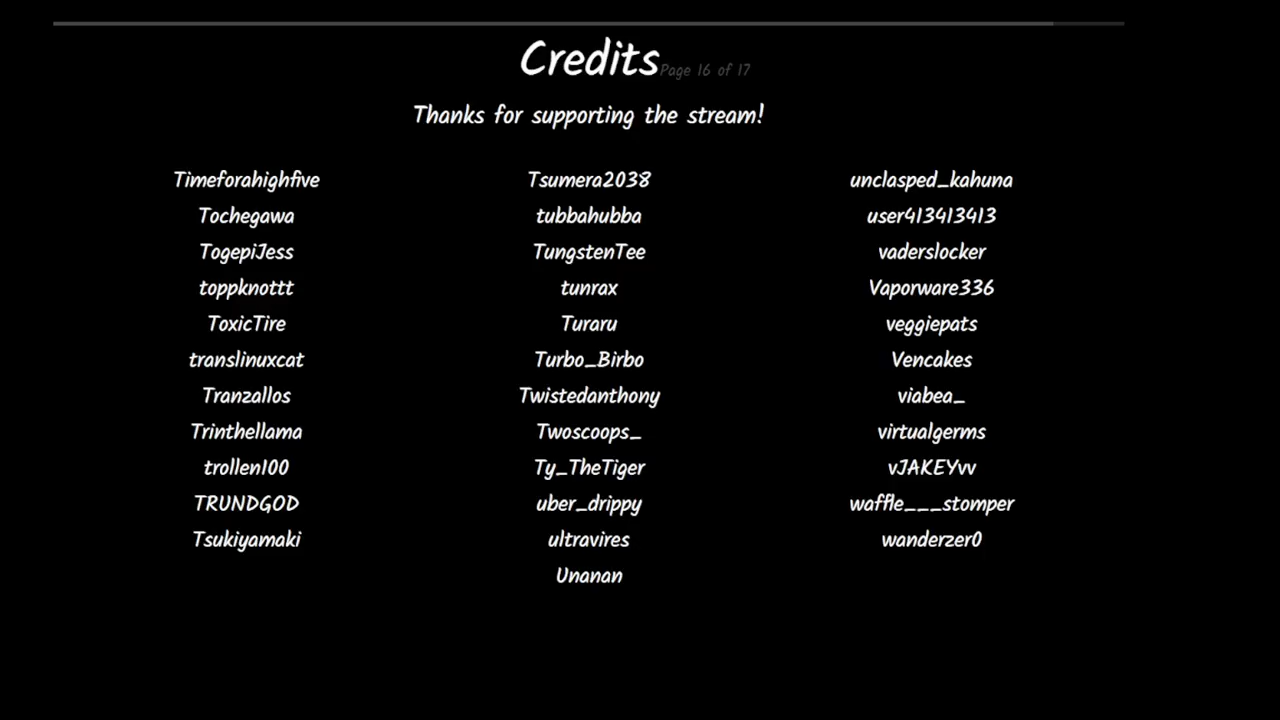 Credits Page 16 of 17
Thanks for supporting the stream!
Timeforahighfive
Tochegawa
TogepiJess
toppknottt
ToxicTire
translinuxcat
Tranzallos
Trinthellama
trollen100
TRUNDGOD
Tsukiyamaki
Tsumera2038
tubbahubba
TungstenTee
tunrax
Turaru
Turbo_Birbo
Twistedanthony
Twoscoops_
Ty_TheTiger
uber_drippy
ultravires
Unanan
unclasped_kahuna
user413413413
vaderslocker
Vaporware336
veggiepats
Vencakes
viabea_
virtualgerms
vJAKEYvv
waffle___stomper
wanderzer0